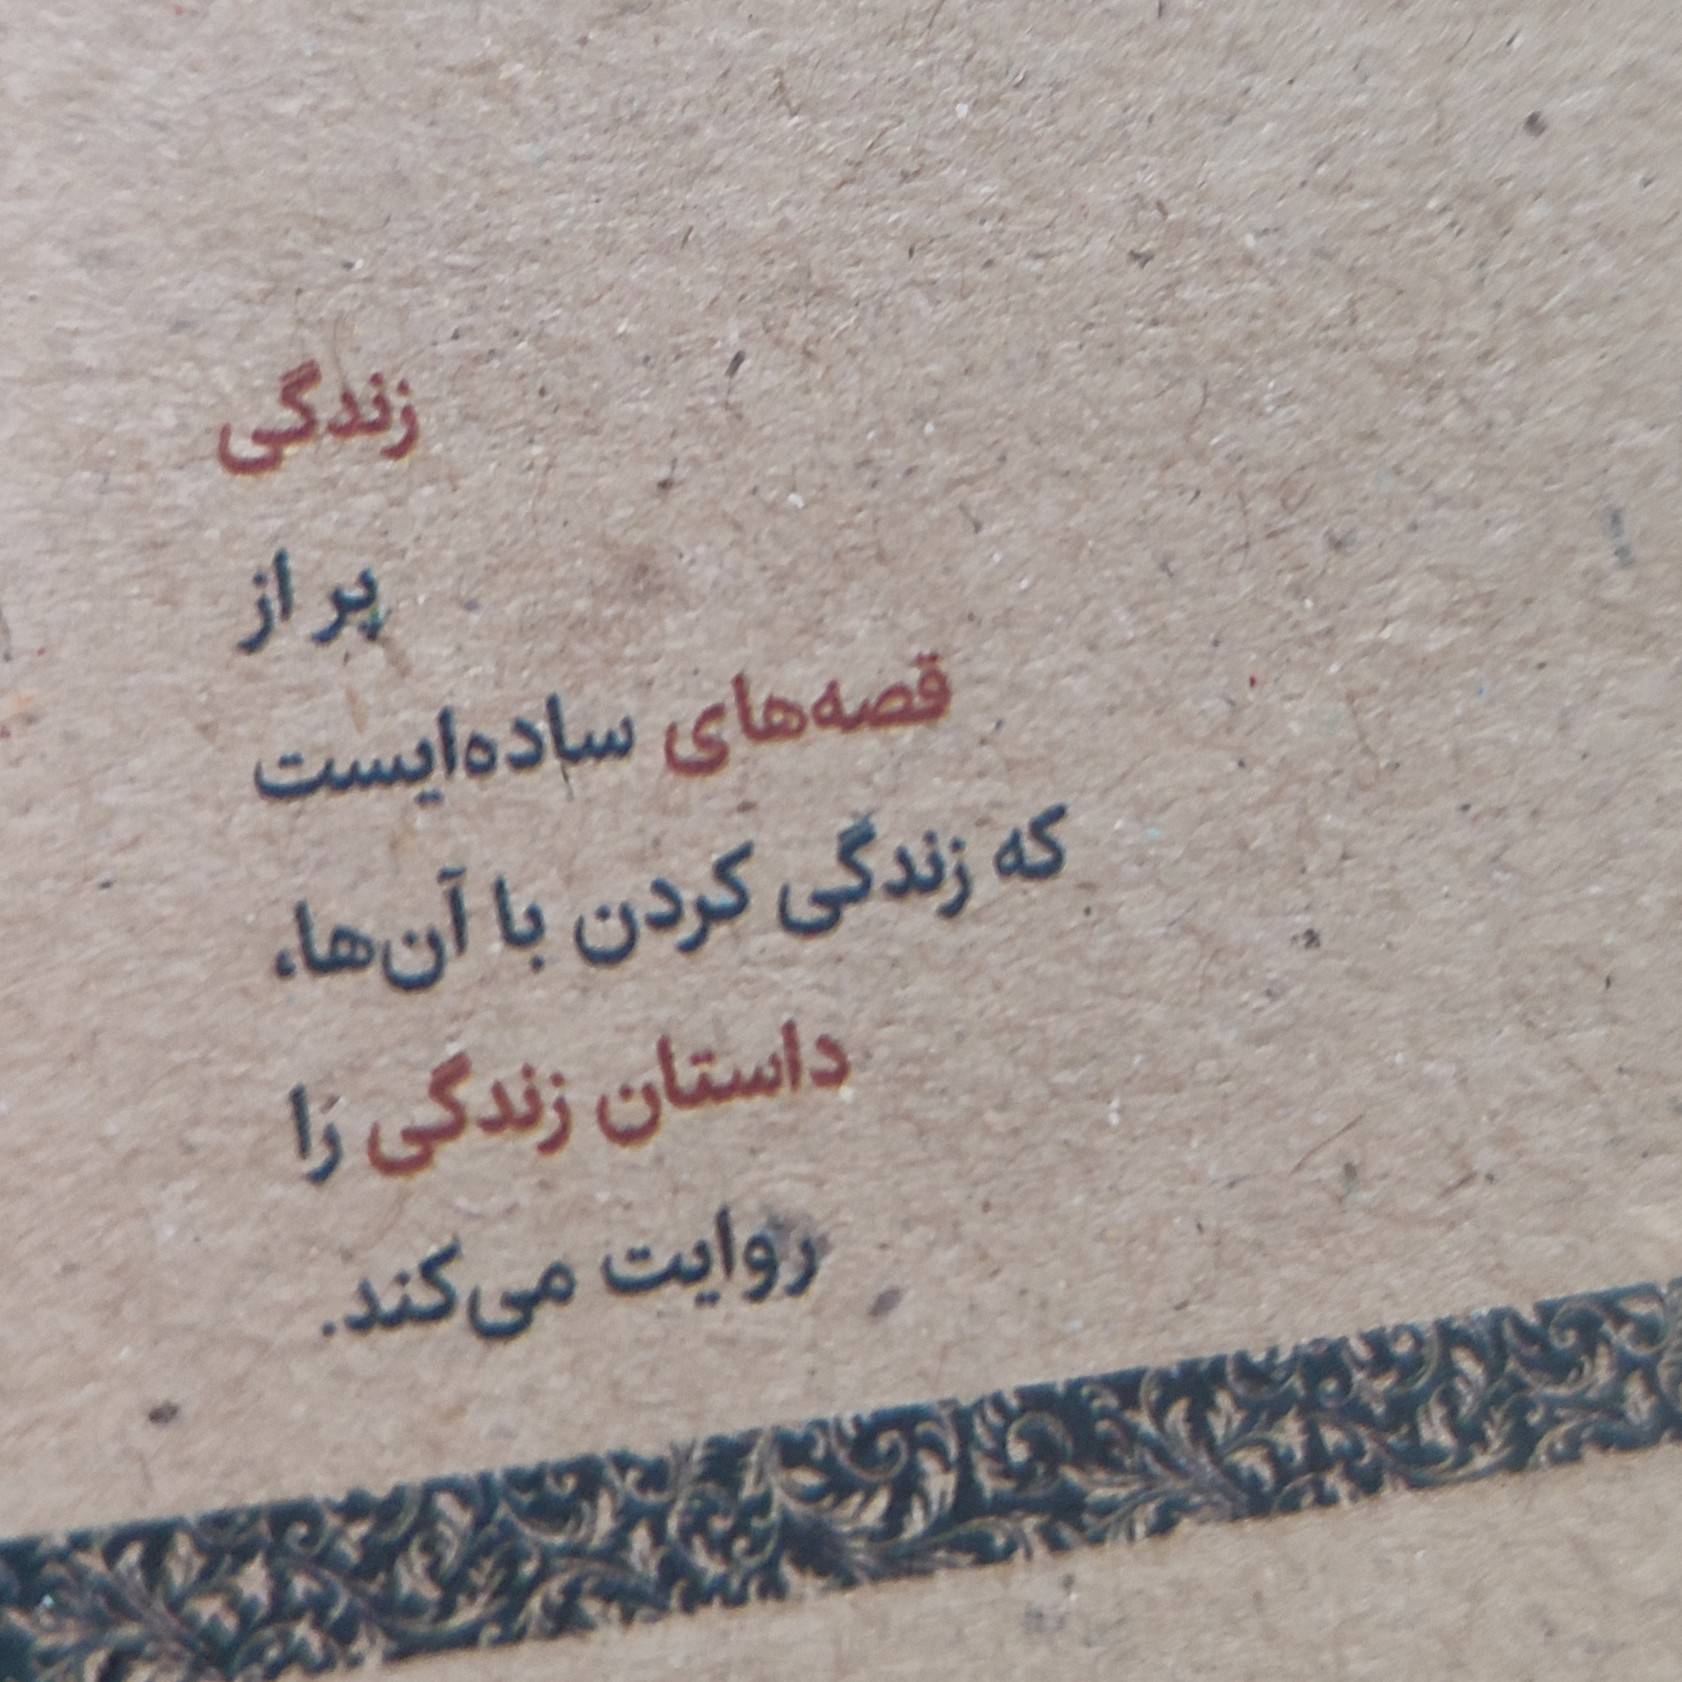 زندگی
پر از
قصه‌های ساده‌ایست
که زندگی کردن با آن‌ها،
داستان زندگی را
روایت می‌کند.